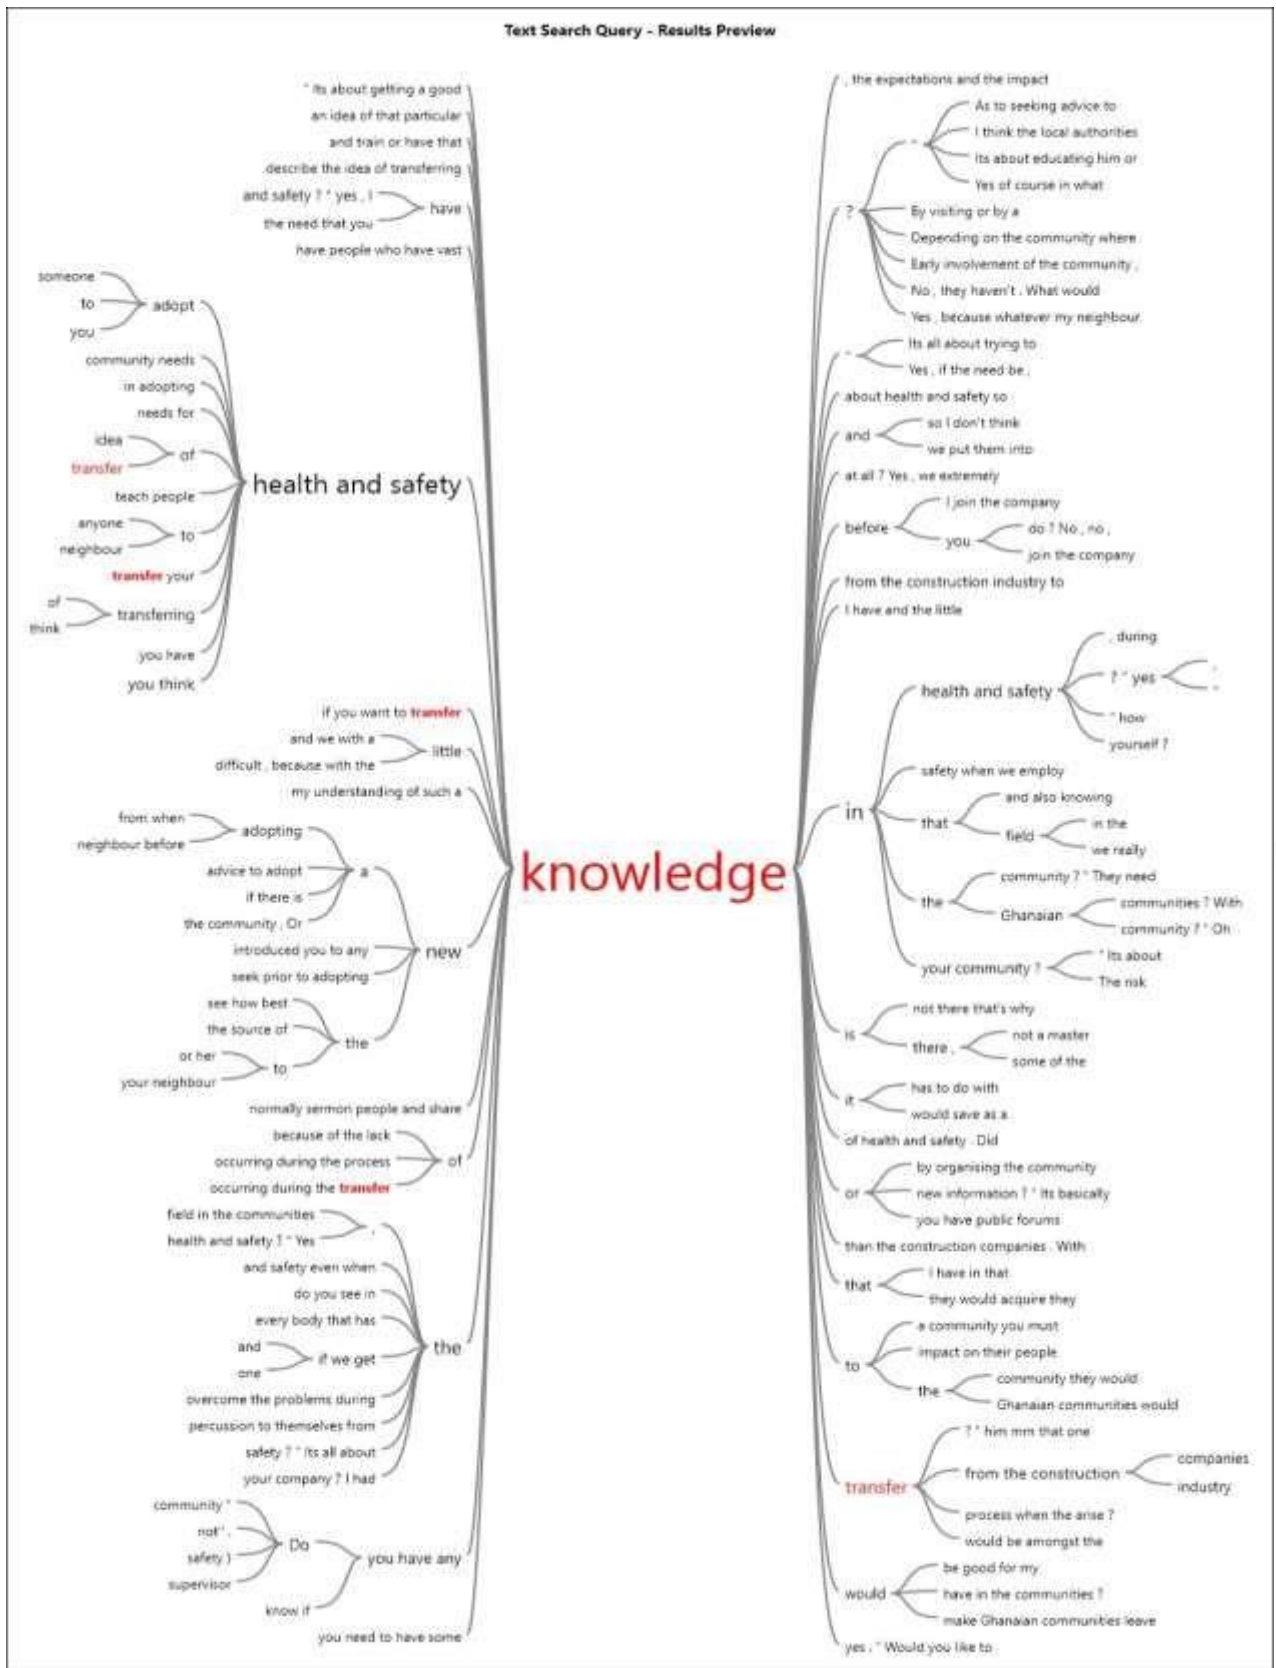 Text Search Query - Results Preview
" Its about getting a good
an idea of that particular
and train or have that
describe the idea of transferring
and safety ? " yes , I
the need that you
have
have people who have vast
someone
to
you
adopt
community needs
in adopting
needs for
idea
transfer
of
teach people
anyone
neighbour
to
transfer your
of
think
transferring
you have
you think
health and safety
if you want to transfer
and we with a
difficult , because with the
little
my understanding of such a
from when
neighbour before
adopting
advice to adopt
if there is
the community , Or
a
introduced you to any
seek prior to adopting
see how best
the source of
or her
your neighbour
to
the
new
normally sermon people and share
because of the lack
occurring during the process
occurring during the transfer
of
field in the communities
health and safety ? " Yes
,
and safety even when
do you see in
every body that has
and
one
if we get
overcome the problems during
percussion to themselves from
safety ? " Its all about
your company ? I had
the
community "
not" .
safety )
supervisor
Do
know if
you have any
you need to have some
knowledge
, the expectations and the impact
?
"
As to seeking advice to
I think the local authorities
Its about educating him or
Yes of course in what
By visiting or by a
Depending on the community where
Early involvement of the community ,
No , they haven't . What would
Yes , because whatever my neighbour
"
Its all about trying to
Yes , if the need be ,
about health and safety so
and
so I don't think
we put them into
at all ? Yes , we extremely
before
I join the company
you
do ? No , no ,
join the company
from the construction industry to
I have and the little
in
health and safety
, during
? " yes
" how
yourself ?
safety when we employ
that
and also knowing
field
in the
we really
the
community ? " They need
Ghanaian
communities ? With
community ? " Oh
your community ?
" Its about
The risk
is
not there that's why
there ,
not a master
some of the
it
has to do with
would save as a
of health and safety . Did
or
by organising the community
new information ? " Its basically
you have public forums
than the construction companies . With
that
I have in that
they would acquire they
to
a community you must
impact on their people
the
community they would
Ghanaian communities would
transfer
? " him mm that one
from the construction
companies
industry
process when the arise ?
would be amongst the
would
be good for my
have in the communities ?
make Ghanaian communities leave
yes , " Would you like to